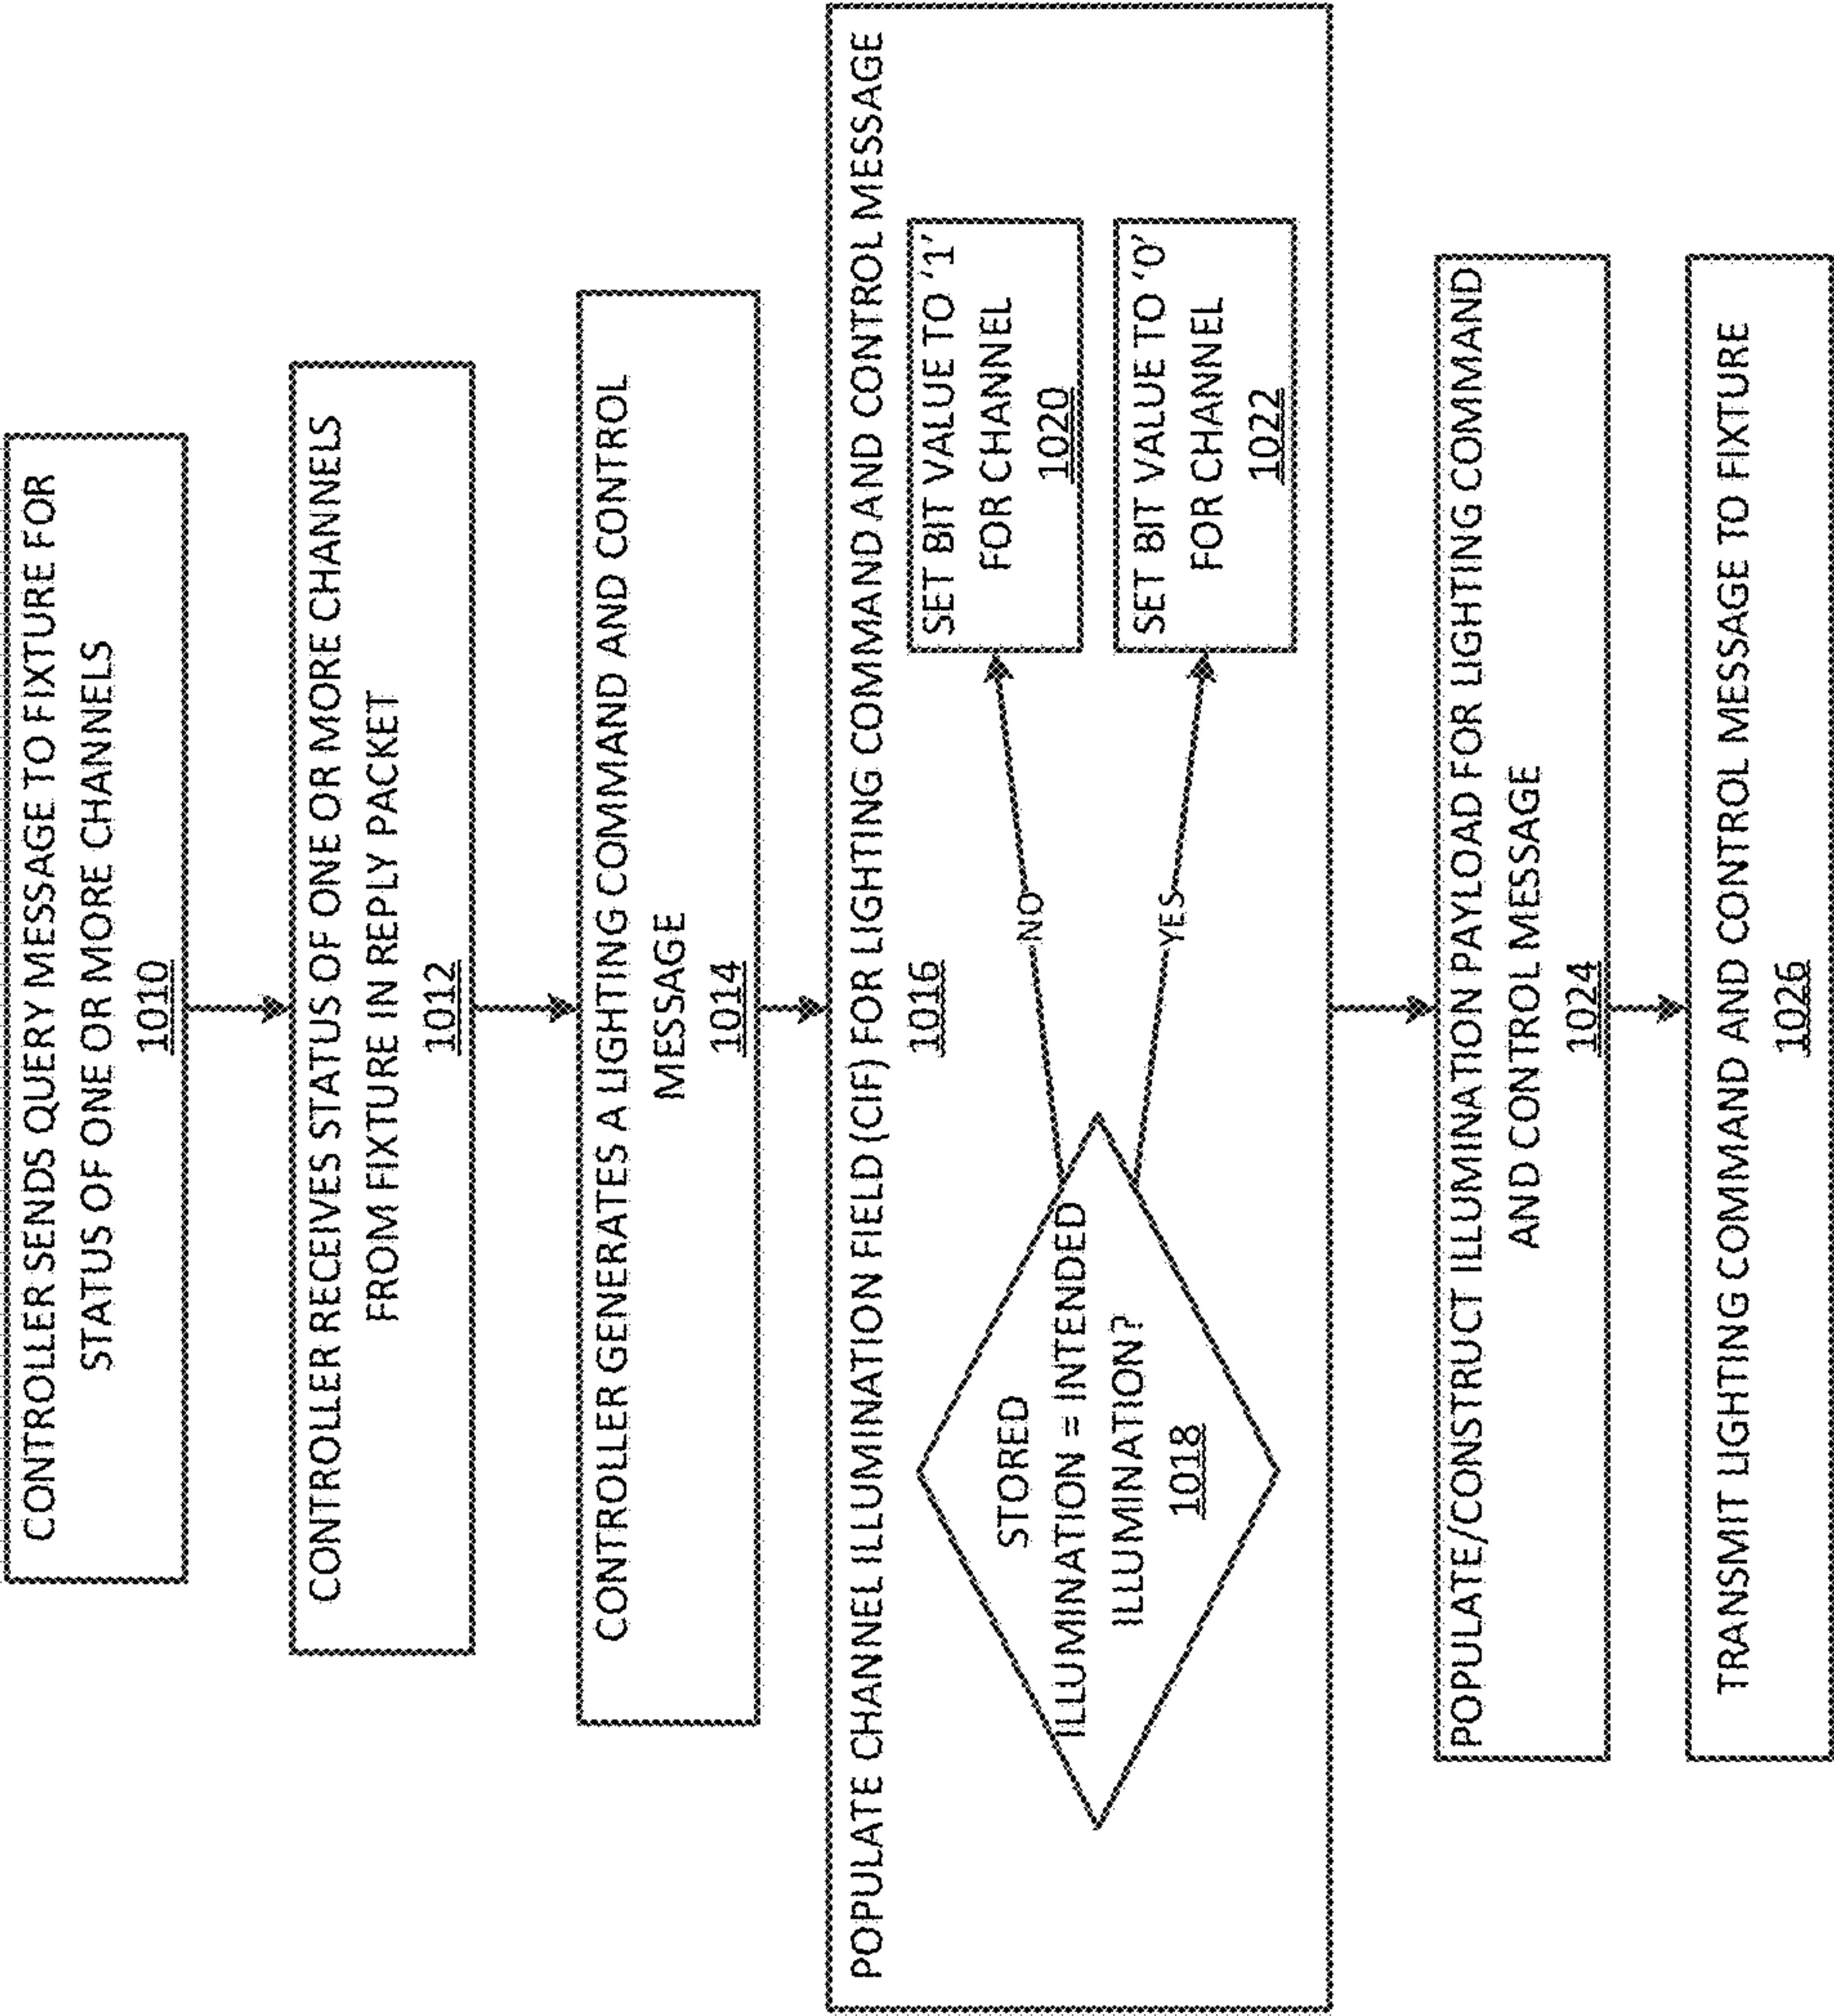 CONTROLLER SENDS QUERY MESSAGE TO FIXTURE FOR
STATUS OF ONE OR MORE CHANNELS
1010
CONTROLLER RECEIVES STATUS OF ONE OR MORE CHANNELS
FROM FIXTURE IN REPLY PACKET
1012
CONTROLLER GENERATES A LIGHTING COMMAND AND CONTROL
MESSAGE
1014
POPULATE CHANNEL ILLUMINATION FIELD (CIF) FOR LIGHTING COMMAND AND CONTROL MESSAGE
1016
STORED
ILLUMINATION = INTENDED
ILLUMINATION?
1018
NO
YES
SET BIT VALUE TO '1'
FOR CHANNEL
1020
SET BIT VALUE TO '0'
FOR CHANNEL
1022
POPULATE/CONSTRUCT ILLUMINATION PAYLOAD FOR LIGHTING COMMAND
AND CONTROL MESSAGE
1024
TRANSMIT LIGHTING COMMAND AND CONTROL MESSAGE TO FIXTURE
1026